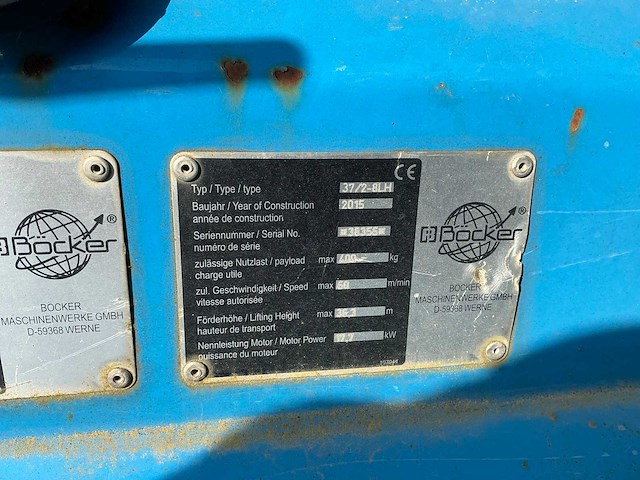 Böcker®
BÖCKER
MASCHINENWERKE GMBH
D-59368 WERNE
CE
Typ / Type / type 37/2-8LH
Baujahr / Year of Construction 2015
année de construction
Seriennummer / Serial No.
numéro de série
zulässige Nutzlast / payload max 400 kg
charge utile
zul. Geschwindigkeit / Speed max m/min
vitesse autorisée
Förderhöhe / Lifting Height max m
hauteur de transport
Nennleistung Motor / Motor Power kW
puissance du moteur
Böcker®
BÖCKER
MASCHINENWERKE GMBH
D-59368 WERNE